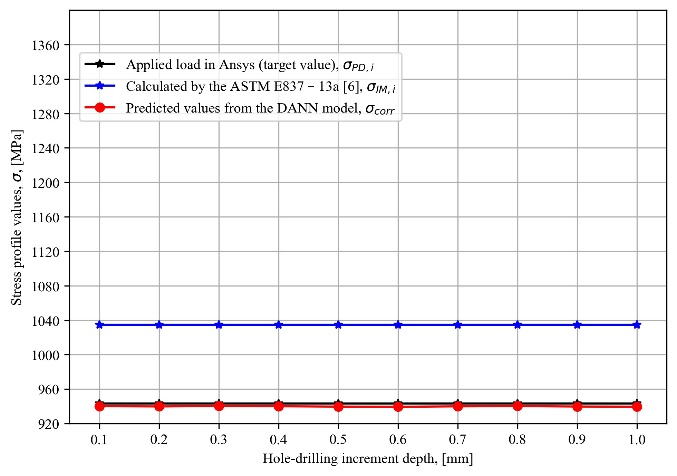 1360
1320
1280
1240
1200
1160
1120
1080
1040
1000
960
920
Stress profile values, σ, [MPa]
Applied load in Ansys (target value), σPD, i
Calculated by the ASTM E837 − 13a [6], σIM, i
Predicted values from the DANN model, σcorr
0.1 0.2 0.3 0.4 0.5 0.6 0.7 0.8 0.9 1.0
Hole-drilling increment depth, [mm]